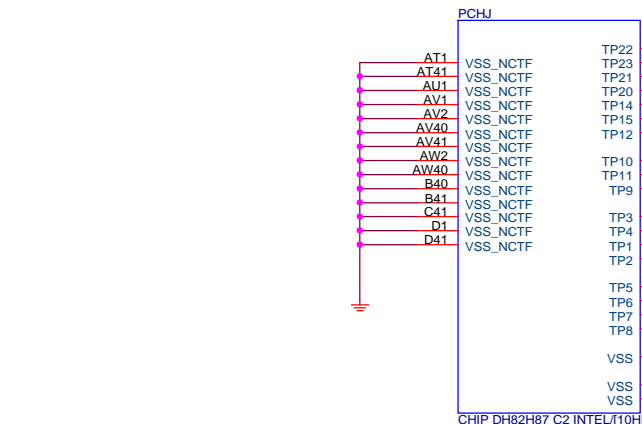 PCHJ
TP22
AT1 VSS_NCTF TP23
AT41 VSS_NCTF TP21
AU1 VSS_NCTF TP20
AV1 VSS_NCTF TP14
AV2 VSS_NCTF TP15
AV40 VSS_NCTF TP12
AV41 VSS_NCTF
AW2 VSS_NCTF TP10
AW40 VSS_NCTF TP11
B40 VSS_NCTF TP9
B41 VSS_NCTF
C41 VSS_NCTF TP3
D1 VSS_NCTF TP4
D41 VSS_NCTF TP1
TP2
TP5
TP6
TP7
TP8
VSS
VSS
VSS
CHIP DH82H87 C2 INTEL/[10H